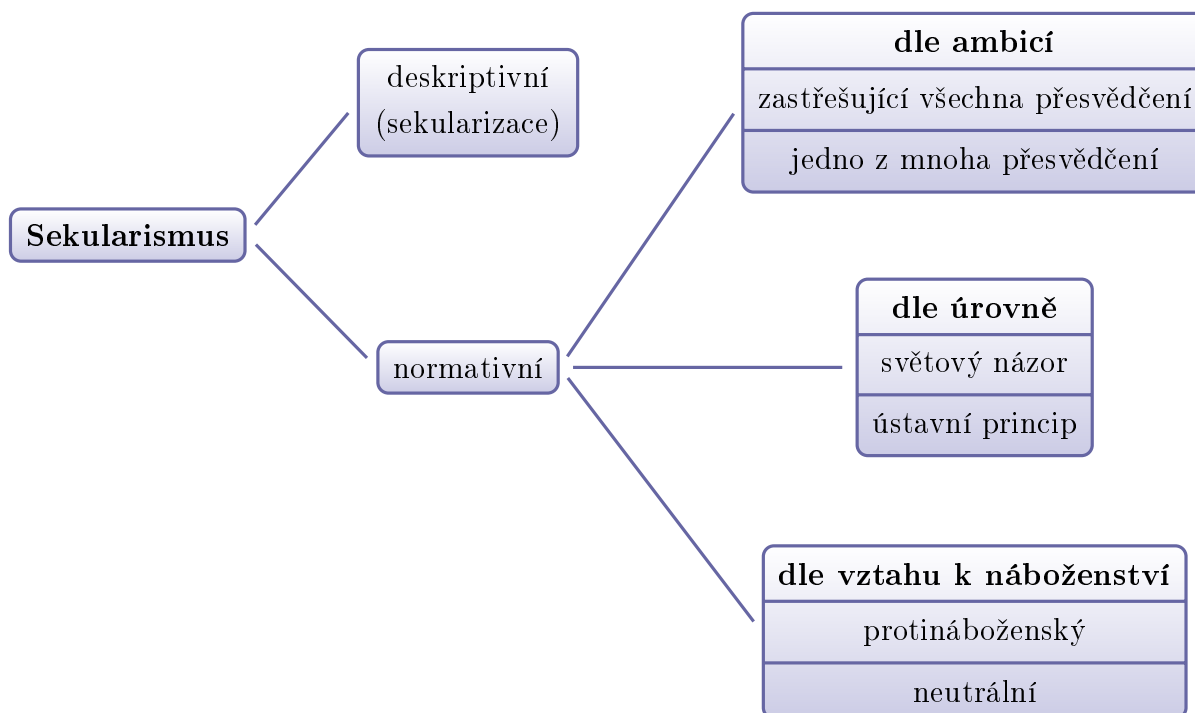 Sekularismus
deskriptivní
(sekularizace)
normativní
dle ambicí
zastřešující všechna přesvědčení
jedno z mnoha přesvědčení
dle úrovně
světový názor
ústavní princip
dle vztahu k náboženství
protináboženský
neutrální